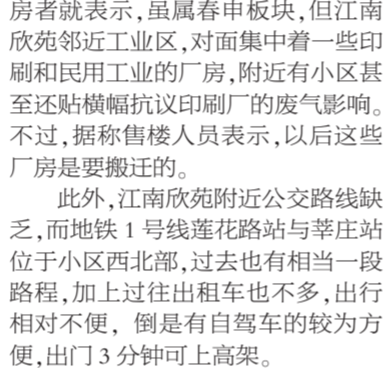 房者就表示,虽属春申板块,但江南
欣苑邻近工业区,对面集中着一些印
刷和民用工业的厂房,附近有小区甚
至还贴横幅抗议印刷厂的废气影响。
不过,据称售楼人员表示,以后这些
厂房是要搬迁的。
此外,江南欣苑附近公交路线缺
乏,而地铁 1 号线莲花路站与莘庄站
位于小区西北部,过去也有相当一段
路程,加上过往出租车也不多,出行
相对不便，倒是有自驾车的较为方
便,出门 3 分钟可上高架。